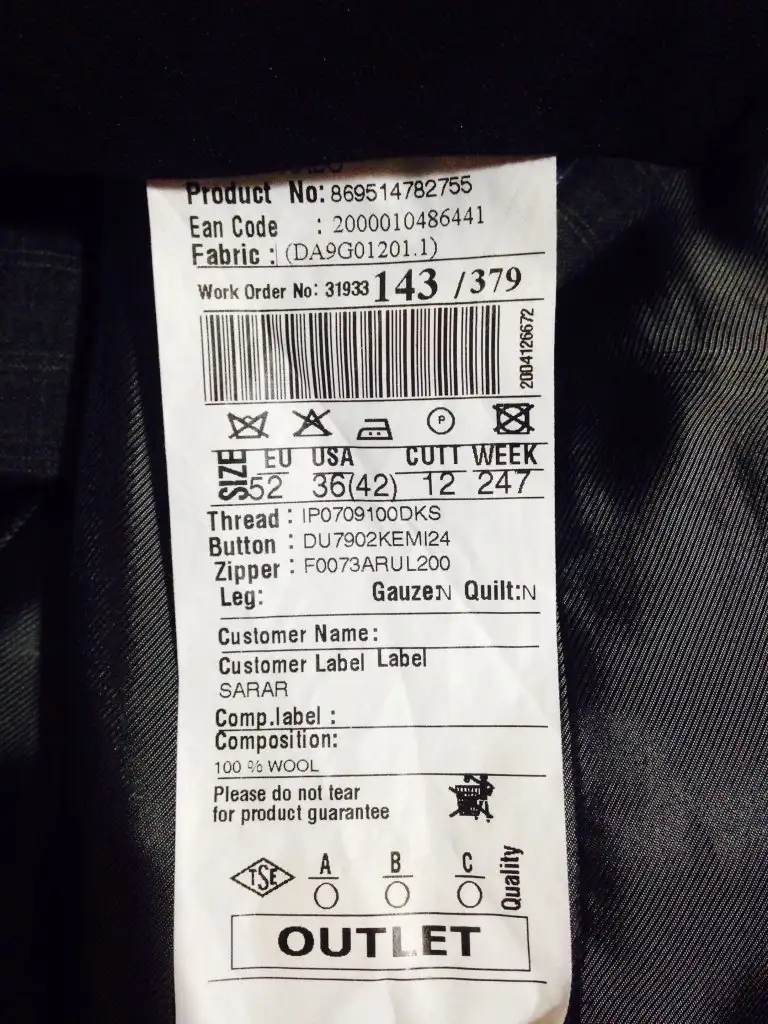 Product No: 869514782755
Ean Code : 2000010486441
Fabric : (DA9G01201.1)
Work Order No: 31933 143 /379
2004126672
P
SIZE EU USA CUTT WEEK
52 36(42) 12 247
Thread : IP0709100DKS
Button : DU7902KEMI24
Zipper : F0073ARUL200
Leg: Gauze:N Quilt:N
Customer Name:
Customer Label Label
SARAR
Comp.label :
Composition:
100 % WOOL
Please do not tear
for product guarantee
TSE A B C Quality
OUTLET